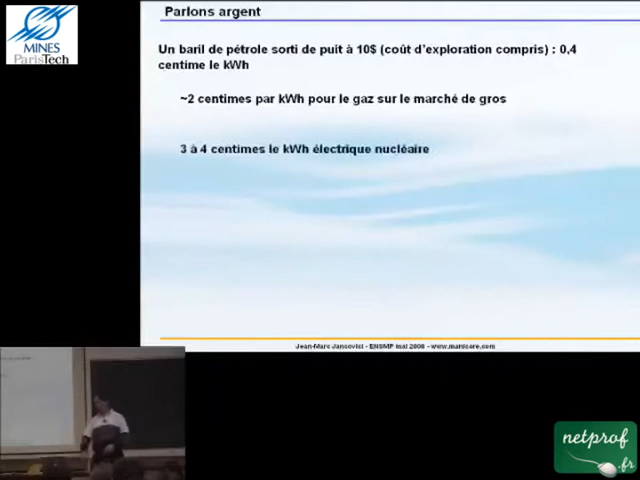 MINES
ParisTech
Parlons argent
Un baril de pétrole sorti de puit à 10$ (coût d'exploration compris) : 0,4
centime le kWh
~2 centimes par kWh pour le gaz sur le marché de gros
3 à 4 centimes le kWh électrique nucléaire
Jean-Marc Jancovici - ENSMP mai 2008 - www.manicore.com
netprof
.fr